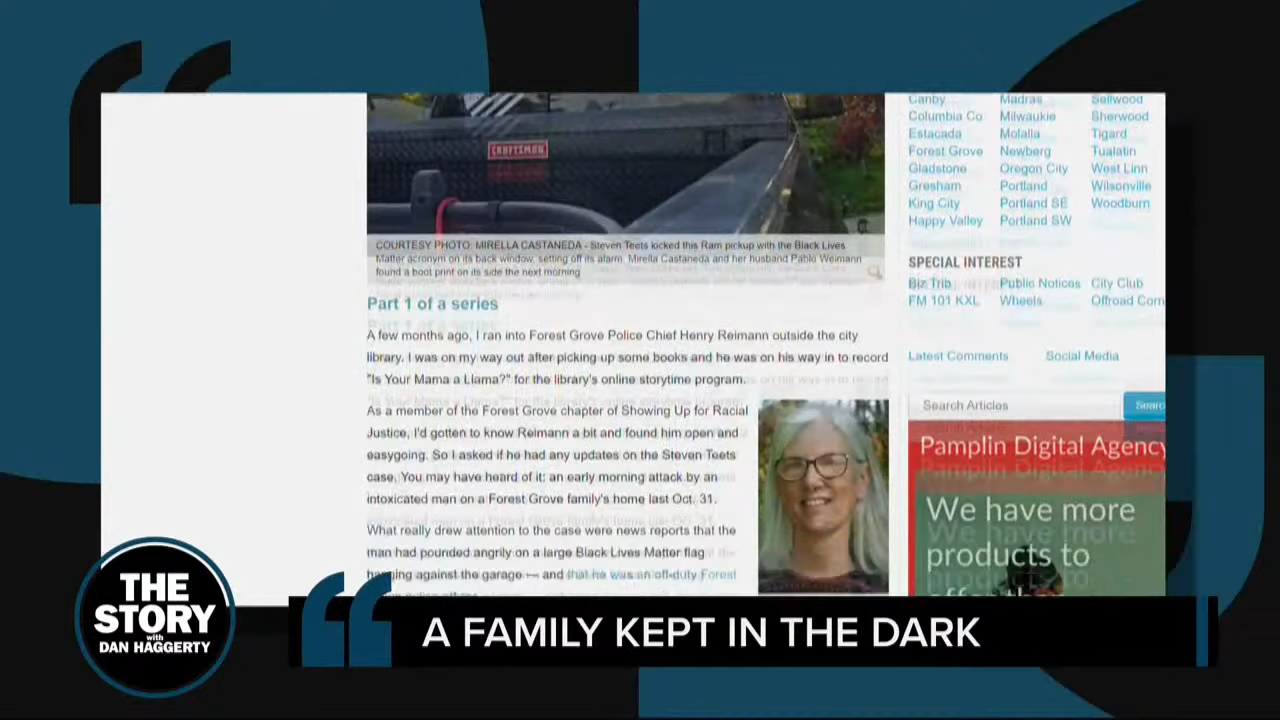 CRAFTSMAN
COURTESY PHOTO: MIRELLA CASTANEDA - Steven Teets kicked this Ram pickup with the Black Lives
Matter acronym on its back window, setting off its alarm. Mirella Castaneda and her husband Pablo Weimann
found a boot print on its side the next morning
Part 1 of a series
A few months ago, I ran into Forest Grove Police Chief Henry Reimann outside the city
library. I was on my way out after picking up some books and he was on his way in to record
"Is Your Mama a Llama?" for the library's online storytime program.
As a member of the Forest Grove chapter of Showing Up for Racial
Justice, I'd gotten to know Reimann a bit and found him open and
easygoing. So I asked if he had any updates on the Steven Teets
case. You may have heard of it: an early morning attack by an
intoxicated man on a Forest Grove family's home last Oct. 31.
What really drew attention to the case were news reports that the
man had pounded angrily on a large Black Lives Matter flag
hanging against the garage — and that he was an off-duty Forest
Canby Madras Sellwood
Columbia Co Milwaukie Sherwood
Estacada Molalla Tigard
Forest Grove Newberg Tualatin
Gladstone Oregon City West Linn
Gresham Portland Wilsonville
King City Portland SE Woodburn
Happy Valley Portland SW
SPECIAL INTEREST
Biz Trib Public Notices City Club
FM 101 KXL Wheels Offroad Com
Latest Comments Social Media
Search Articles Searc
Pamplin Digital Agency
We have more
products to
THE
STORY
with
DAN HAGGERTY
A FAMILY KEPT IN THE DARK